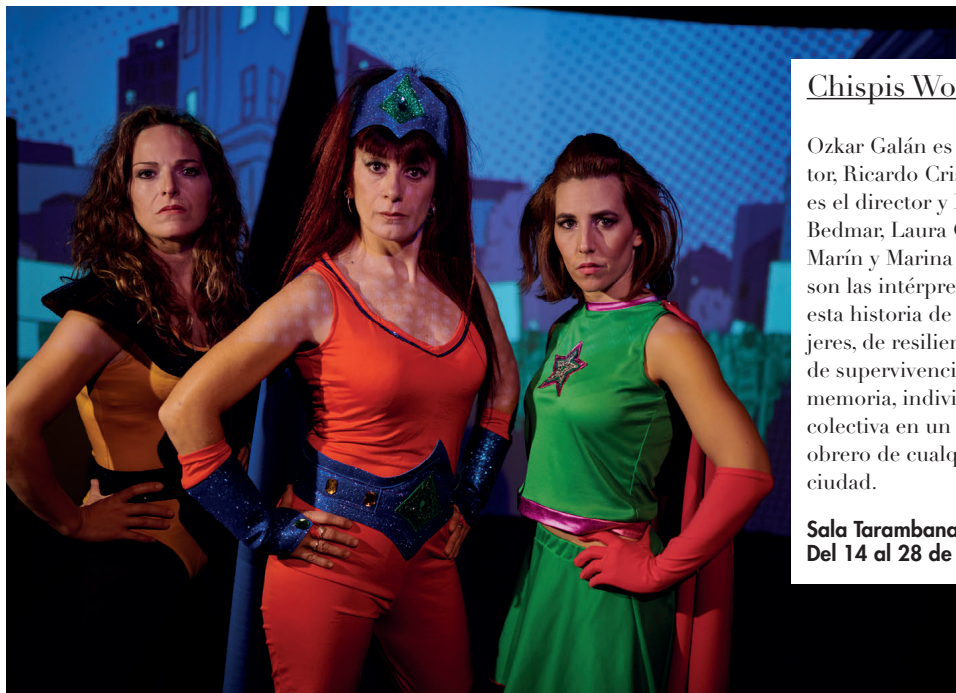 Chispis Wo
Ozkar Galán es
tor, Ricardo Cris
es el director y
Bedmar, Laura
Marín y Marina
son las intérpre
esta historia de
jeres, de resilien
de supervivenci
memoria, indivi
colectiva en un
obrero de cualq
ciudad.
Sala Tarambana
Del 14 al 28 de